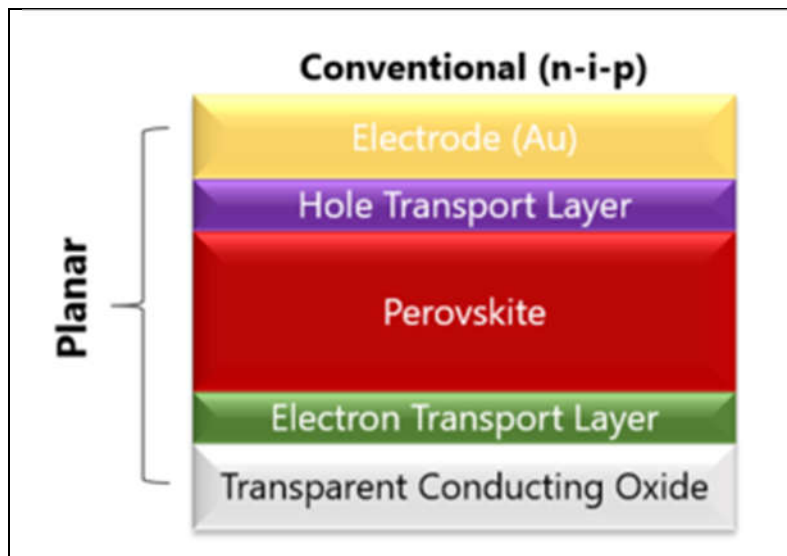 Conventional (n-i-p)
Electrode (Au)
Hole Transport Layer
Perovskite
Planar
Electron Transport Layer
Transparent Conducting Oxide